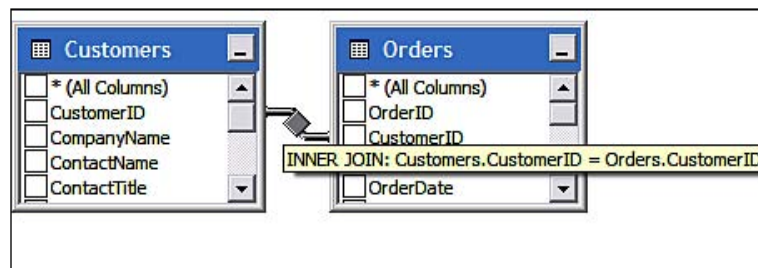 Customers
* (All Columns)
CustomerID
CompanyName
ContactName
ContactTitle
Orders
* (All Columns)
OrderID
CustomerID
INNER JOIN: Customers.CustomerID = Orders.CustomerID
OrderDate